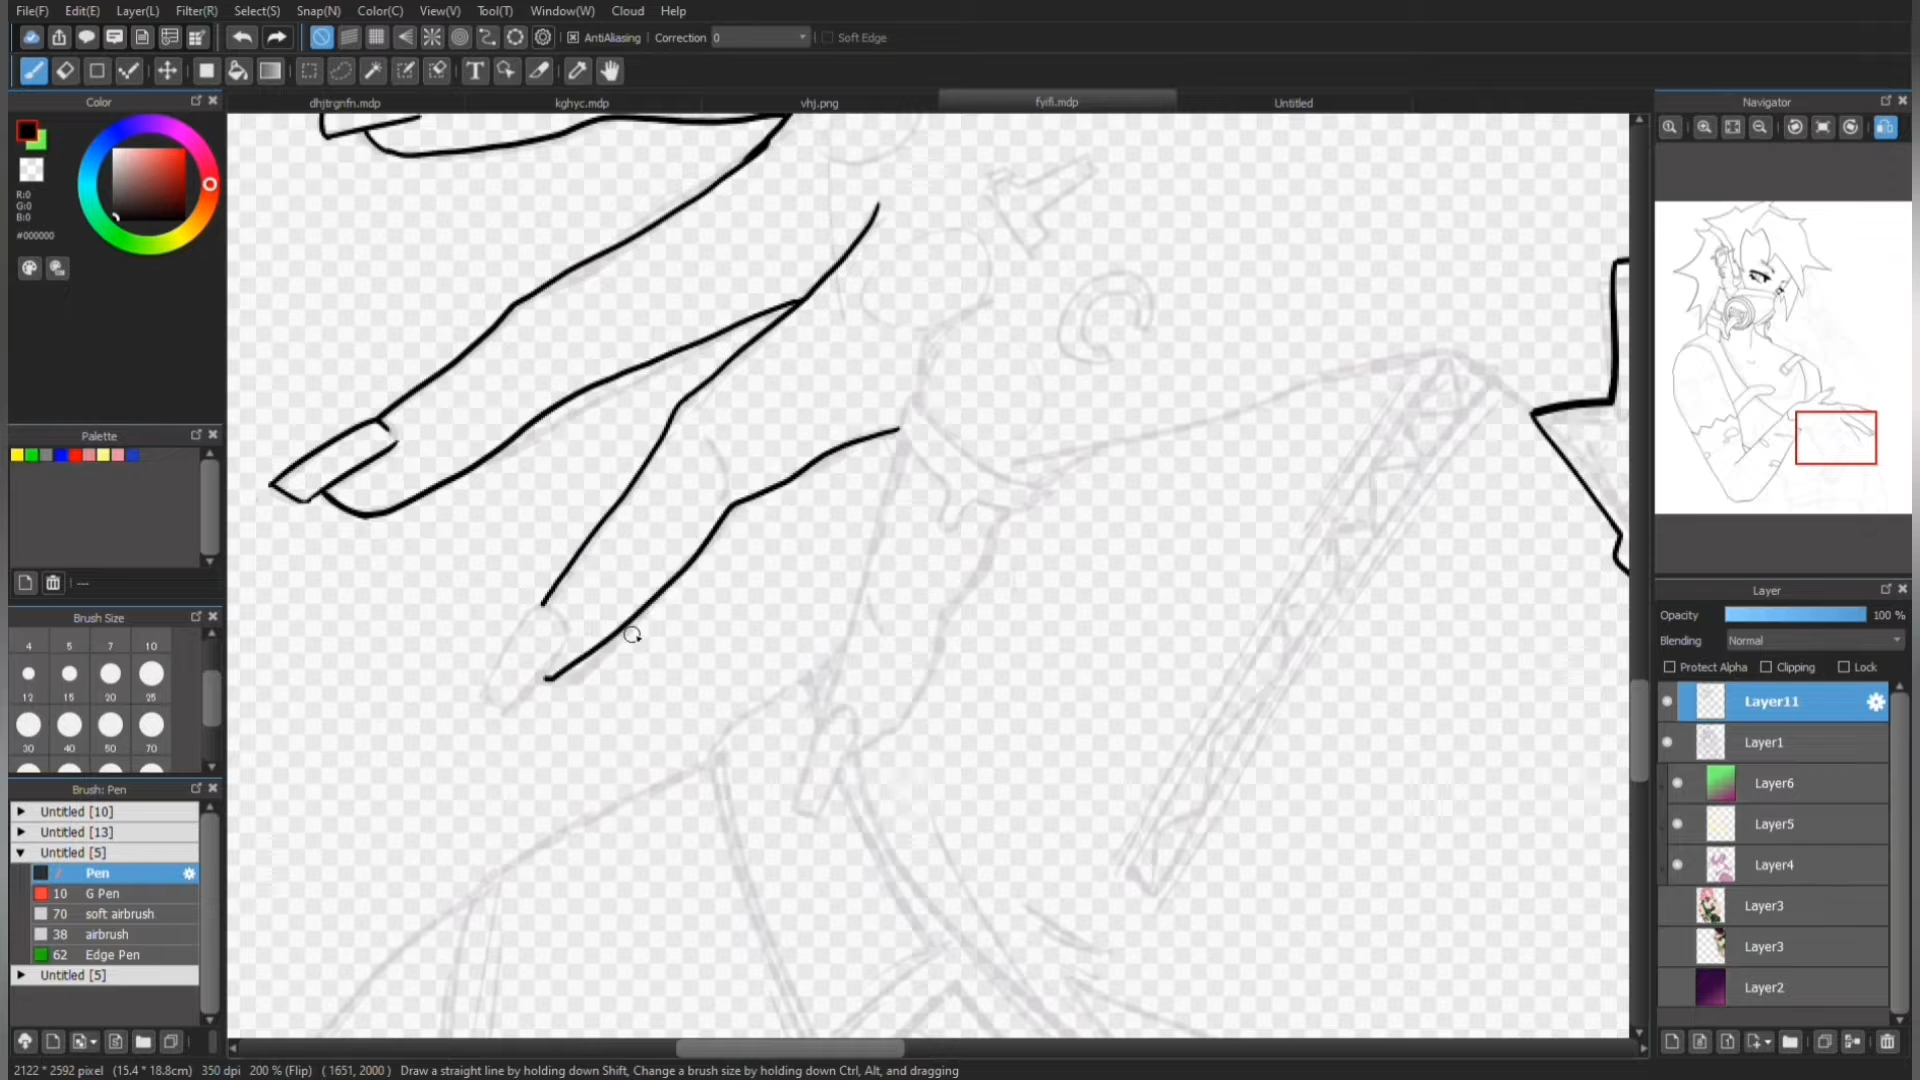 File(F) Edit(E) Layer(L) Filter(R) Select(S) Snap(N) Color(C) View(V) Tool(T) Window(W) Cloud Help
AntiAliasing Correction 0 Soft Edge
T
Color
dhjtrgnfn.mdp kghyc.mdp vhj.png fyifi.mdp Untitled
Navigator
R:0
G:0
B:0
#000000
Palette
---
Brush Size
4 5 7 10
12 15 20 25
30 40 50 70
Brush: Pen
Untitled [10]
Untitled [13]
Untitled [5]
Pen
10 G Pen
70 soft airbrush
38 airbrush
62 Edge Pen
Untitled [5]
Layer
Opacity 100 %
Blending Normal
Protect Alpha Clipping Lock
Layer11
Layer1
Layer6
Layer5
Layer4
Layer3
Layer3
Layer2
2122 * 2592 pixel (15.4 * 18.8cm) 350 dpi 200 % (Flip) ( 1651, 2000 ) Draw a straight line by holding down Shift, Change a brush size by holding down Ctrl, Alt, and dragging